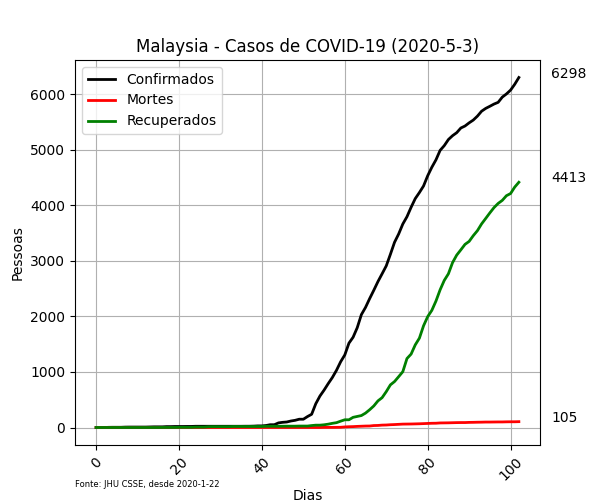 Malaysia - Casos de COVID-19 (2020-5-3)
Confirmados
Mortes
Recuperados
6298
4413
105
Pessoas
6000
5000
4000
3000
2000
1000
0
0
20
40
60
80
100
Fonte: JHU CSSE, desde 2020-1-22
Dias